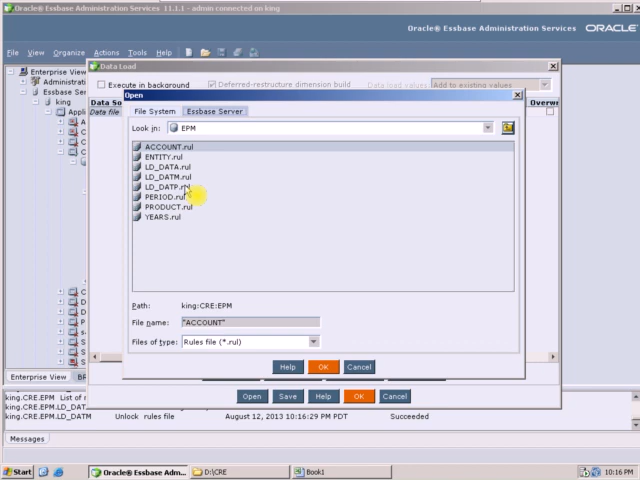 Oracle® Essbase Administration Services 11.1.1 - admin connected on king
Oracle® Essbase Administration Services ORACLE
File View Organize Actions Tools Help
Enterprise View
Data Load
Administrati
Execute in background
Deferred-restructure dimension build
Data load values
Add to existing values
Essbase Ser
king
Data So
Open
Overwr
Appli
Data file
File System
Essbase Server
Look in:
EPM
ACCOUNT.rul
ENTITY.rul
LD_DATA.rul
LD_DATM.rul
LD_DATP.rul
PERIOD.rul
PRODUCT.rul
YEARS.rul
Path: king:CRE:EPM
File name: "ACCOUNT"
Files of type: Rules file (*.rul)
Help OK Cancel
Enterprise View
Open Save Help OK Cancel
king.CRE.EPM List of
king.CRE.EPM.LD_DAT
king.CRE.EPM.LD_DATM Unlock rules file August 12, 2013 10:16:29 PM PDT Succeeded
Messages
Start
Oracle® Essbase Adm...
D:\CRE
Book1
10:16 PM